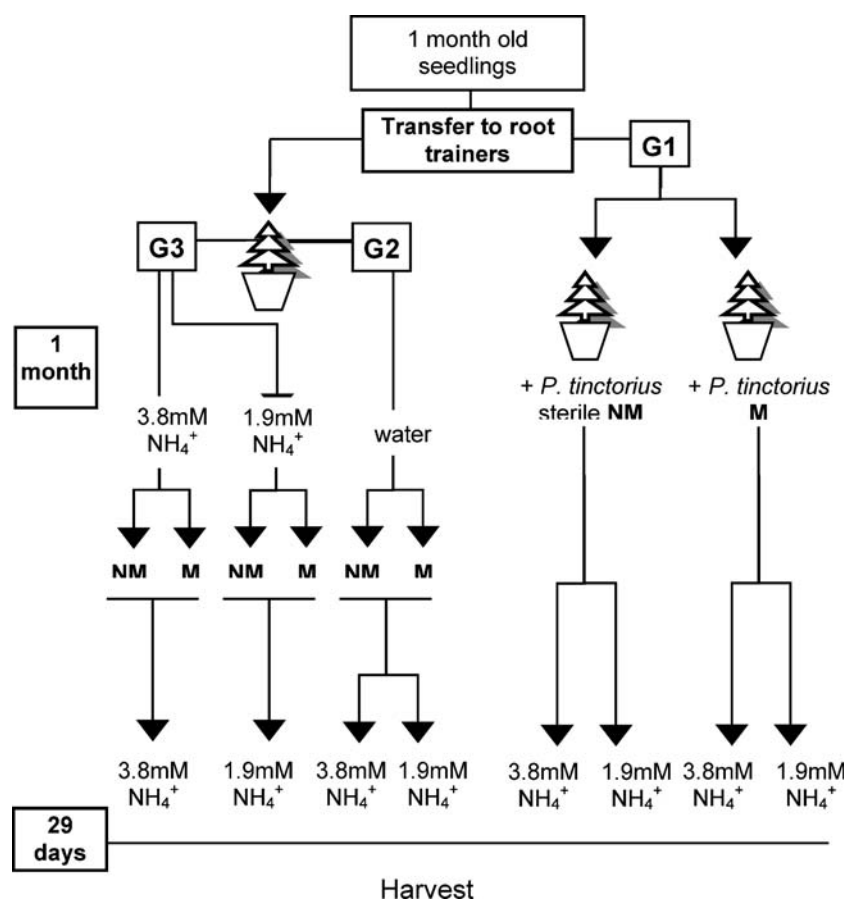 1 month old
seedlings
Transfer to root
trainers
G1
G3
G2
1
month
+ P. tinctorius
sterile NM
+ P. tinctorius
M
3.8mM
NH₄⁺
1.9mM
NH₄⁺
water
NM M NM M NM M
3.8mM
NH₄⁺
1.9mM
NH₄⁺
3.8mM
NH₄⁺
1.9mM
NH₄⁺
3.8mM
NH₄⁺
1.9mM
NH₄⁺
3.8mM
NH₄⁺
1.9mM
NH₄⁺
29
days
Harvest